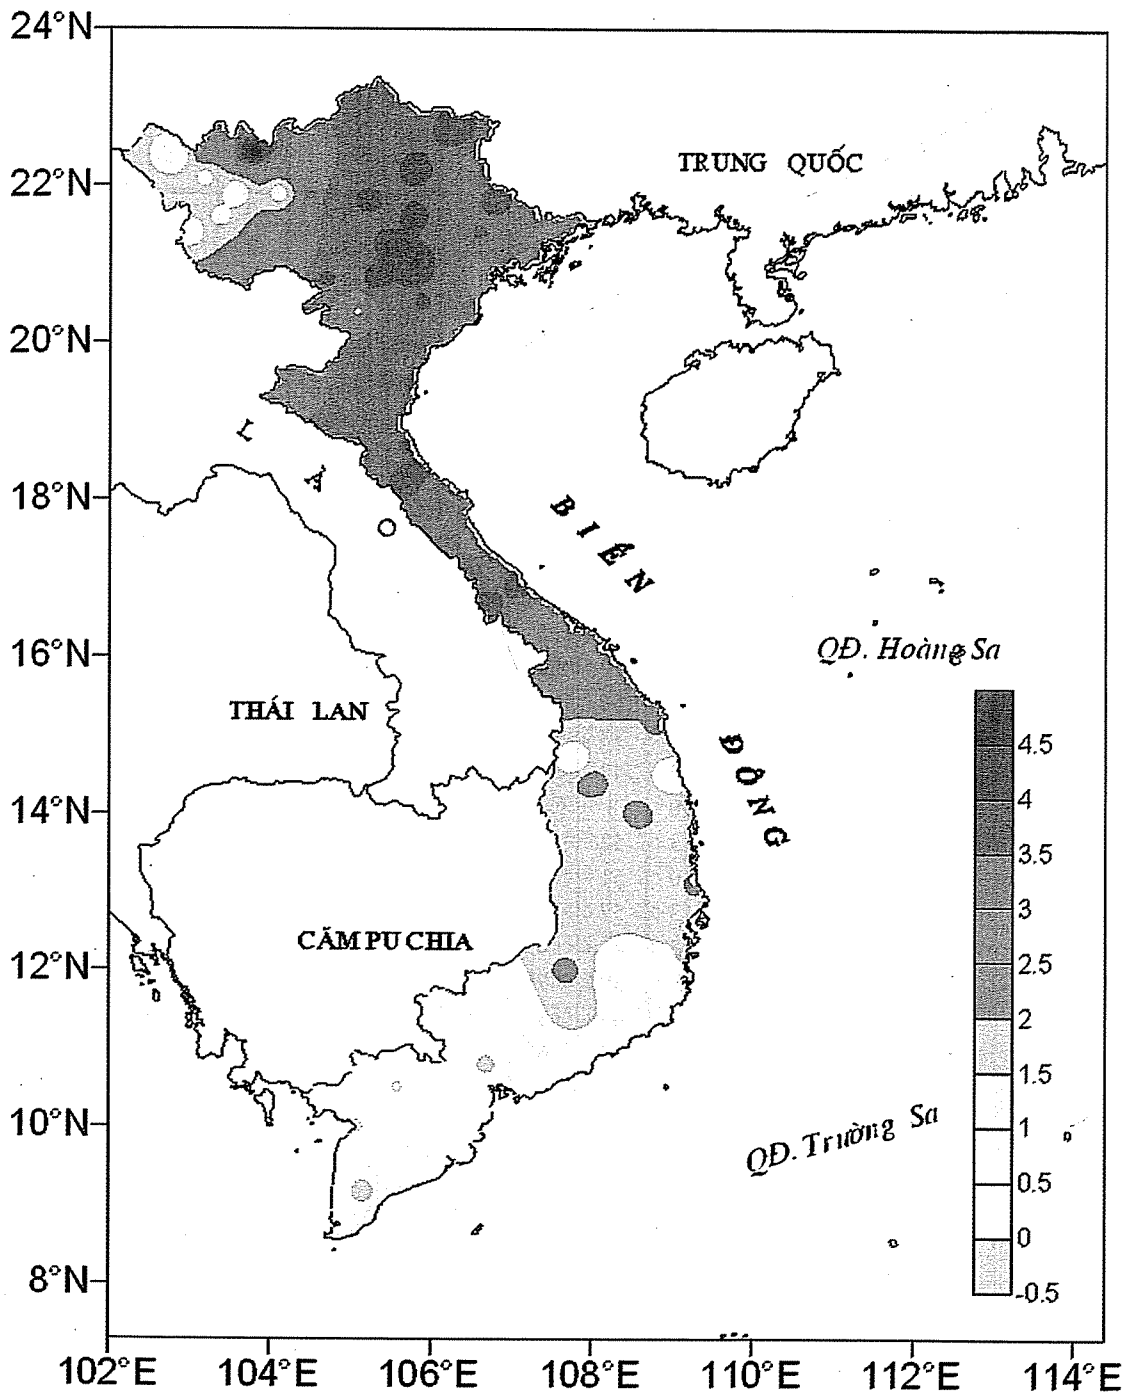 24°N
22°N
20°N
18°N
16°N
14°N
12°N
10°N
8°N
TRUNG QUỐC
L
A
O
BIỂN
ĐÔNG
QĐ. Hoàng Sa
THÁI LAN
CĂM PU CHIA
QĐ. Trường Sa
4.5
4
3.5
3
2.5
2
1.5
1
0.5
0
-0.5
102°E 104°E 106°E 108°E 110°E 112°E 114°E